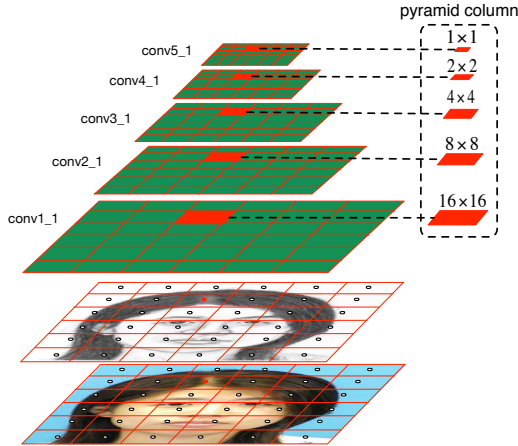 pyramid column
conv5_1
1×1
conv4_1
2×2
conv3_1
4×4
conv2_1
8×8
conv1_1
16×16